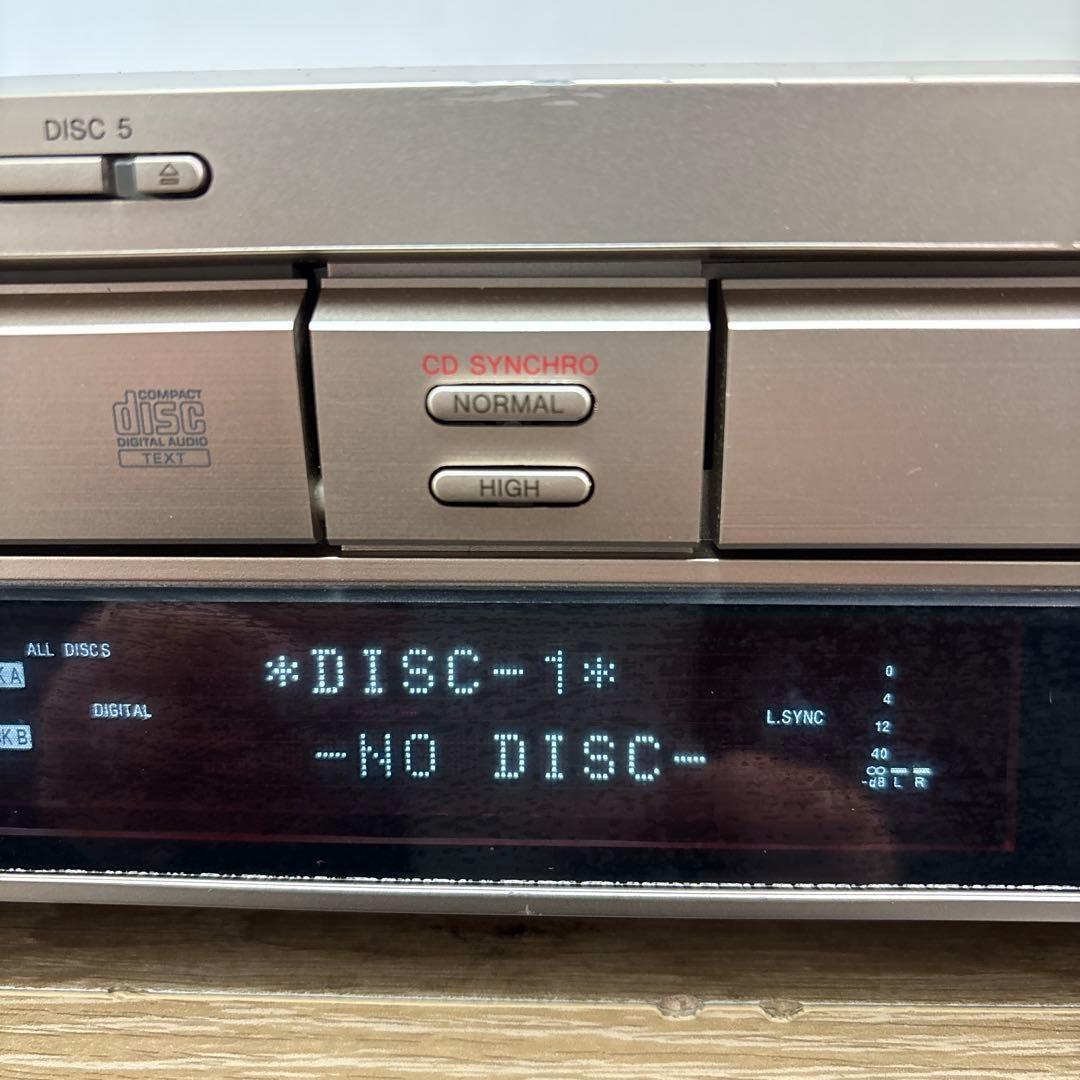 DISC 5
CD SYNCHRO
NORMAL
HIGH
COMPACT
disc
DIGITAL AUDIO
TEXT
ALL DISCS
DIGITAL
*DISC-1*
-NO DISC-
L.SYNC
0
4
12
40
∞
-dB L R